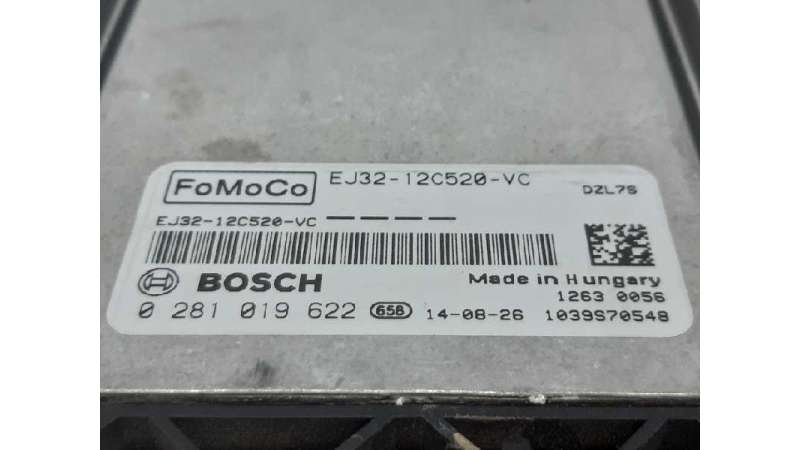 FoMoCo EJ32-12C520-VC DZL7S
EJ32-12C520-VC — — — —
BOSCH Made in Hungary
1263 0056
0 281 019 622 658 14-08-26 1039S70548